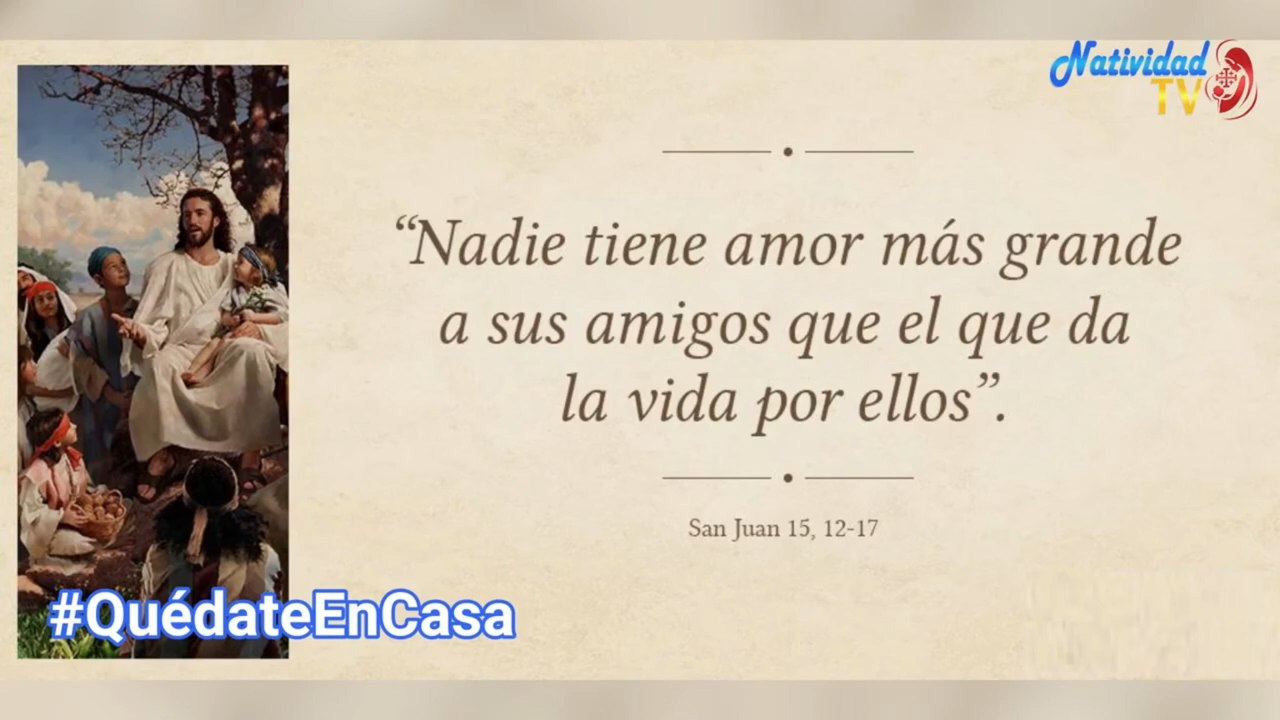 Natividad
TV
“Nadie tiene amor más grande
a sus amigos que el que da
la vida por ellos”.
San Juan 15, 12-17
#QuédateEnCasa